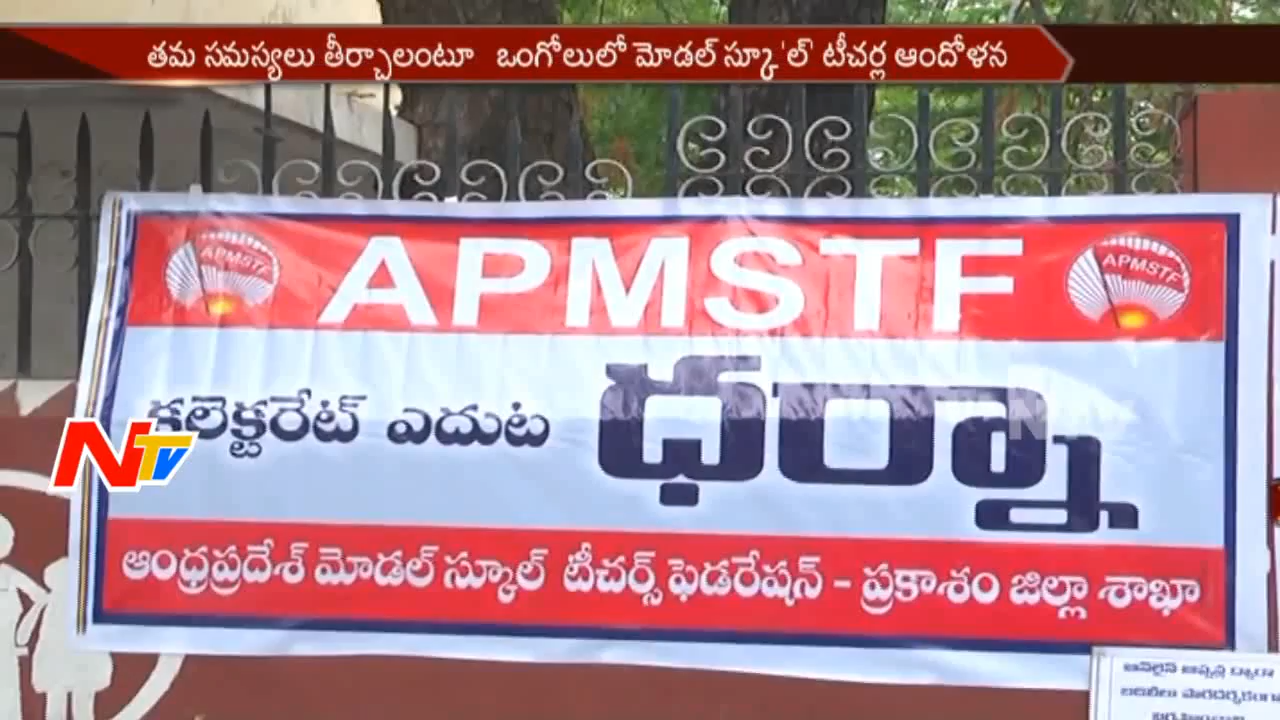 తమ సమస్యలు తీర్చాలంటూ ఒంగోలులో మోడల్ స్కూ'ల్' టీచర్ల ఆందోళన
APMSTF
APMSTF
APMSTF
కలెక్టరేట్ ఎదుట
ధర్నా
NTV
ఆంధ్రప్రదేశ్ మోడల్ స్కూల్ టీచర్స్ ఫెడరేషన్ - ప్రకాశం జిల్లా శాఖా
ద్వారా
బదిలీలు